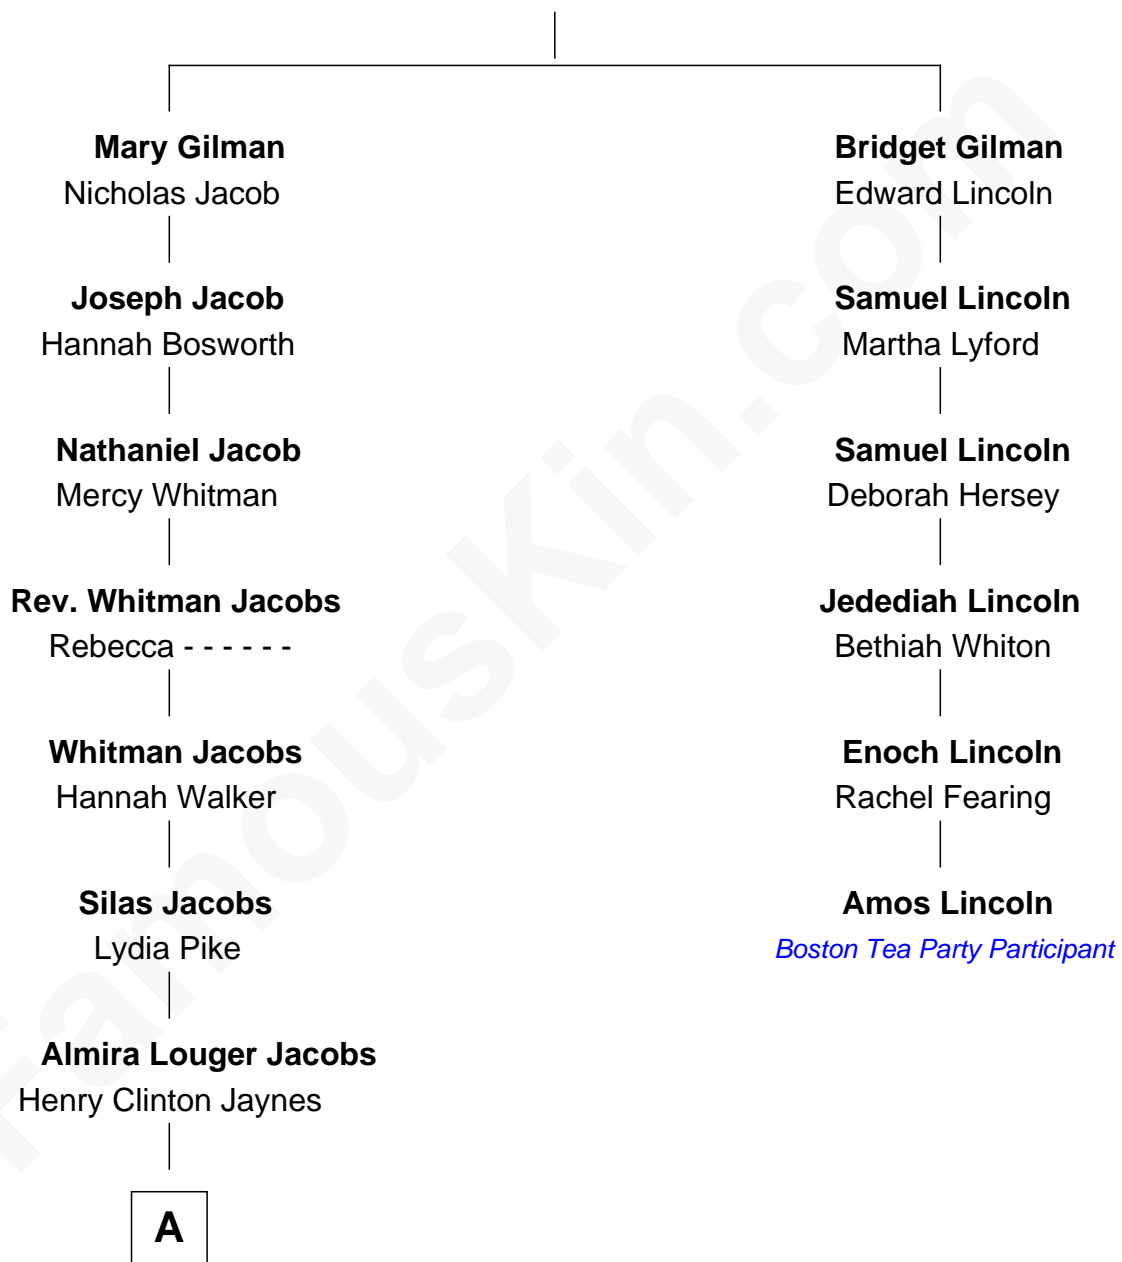 Mary Gilman
Nicholas Jacob
Joseph Jacob
Hannah Bosworth
Nathaniel Jacob
Mercy Whitman
Rev. Whitman Jacobs
Rebecca - - - - - -
Whitman Jacobs
Hannah Walker
Silas Jacobs
Lydia Pike
Almira Louger Jacobs
Henry Clinton Jaynes
A
Bridget Gilman
Edward Lincoln
Samuel Lincoln
Martha Lyford
Samuel Lincoln
Deborah Hersey
Jedediah Lincoln
Bethiah Whiton
Enoch Lincoln
Rachel Fearing
Amos Lincoln
Boston Tea Party Participant
FamousKin.com